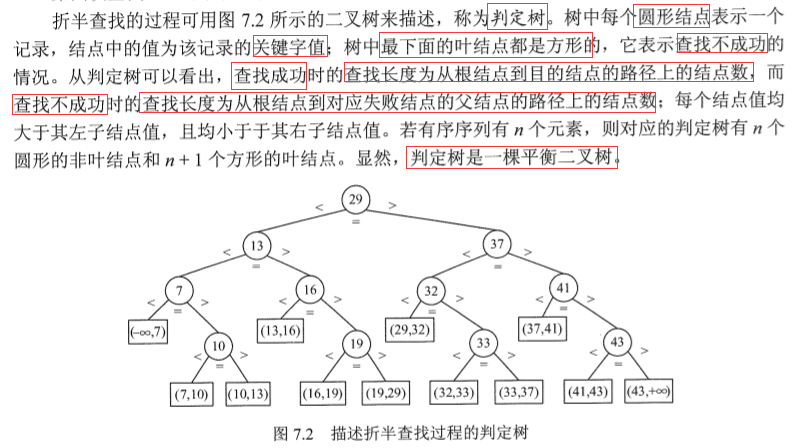 折半查找的过程可用图 7.2 所示的二叉树来描述，称为判定树。树中每个圆形结点表示一个
记录，结点中的值为该记录的关键字值；树中最下面的叶结点都是方形的，它表示查找不成功的
情况。从判定树可以看出，查找成功时的查找长度为从根结点到目的结点的路径上的结点数，而
查找不成功时的查找长度为从根结点到对应失败结点的父结点的路径上的结点数；每个结点值均
大于其左子结点值，且均小于于其右子结点值。若有序序列有 n 个元素，则对应的判定树有 n 个
圆形的非叶结点和 n + 1 个方形的叶结点。显然，判定树是一棵平衡二叉树。
29
< >
=
13 37
< > < >
= =
7 16 32 41
< > < > < > < >
= = = =
(−∞,7) (13,16) (29,32) (37,41)
10 19 33 43
< > < > < > < >
= = = =
(7,10) (10,13) (16,19) (19,29) (32,33) (33,37) (41,43) (43,+∞)
图 7.2 描述折半查找过程的判定树